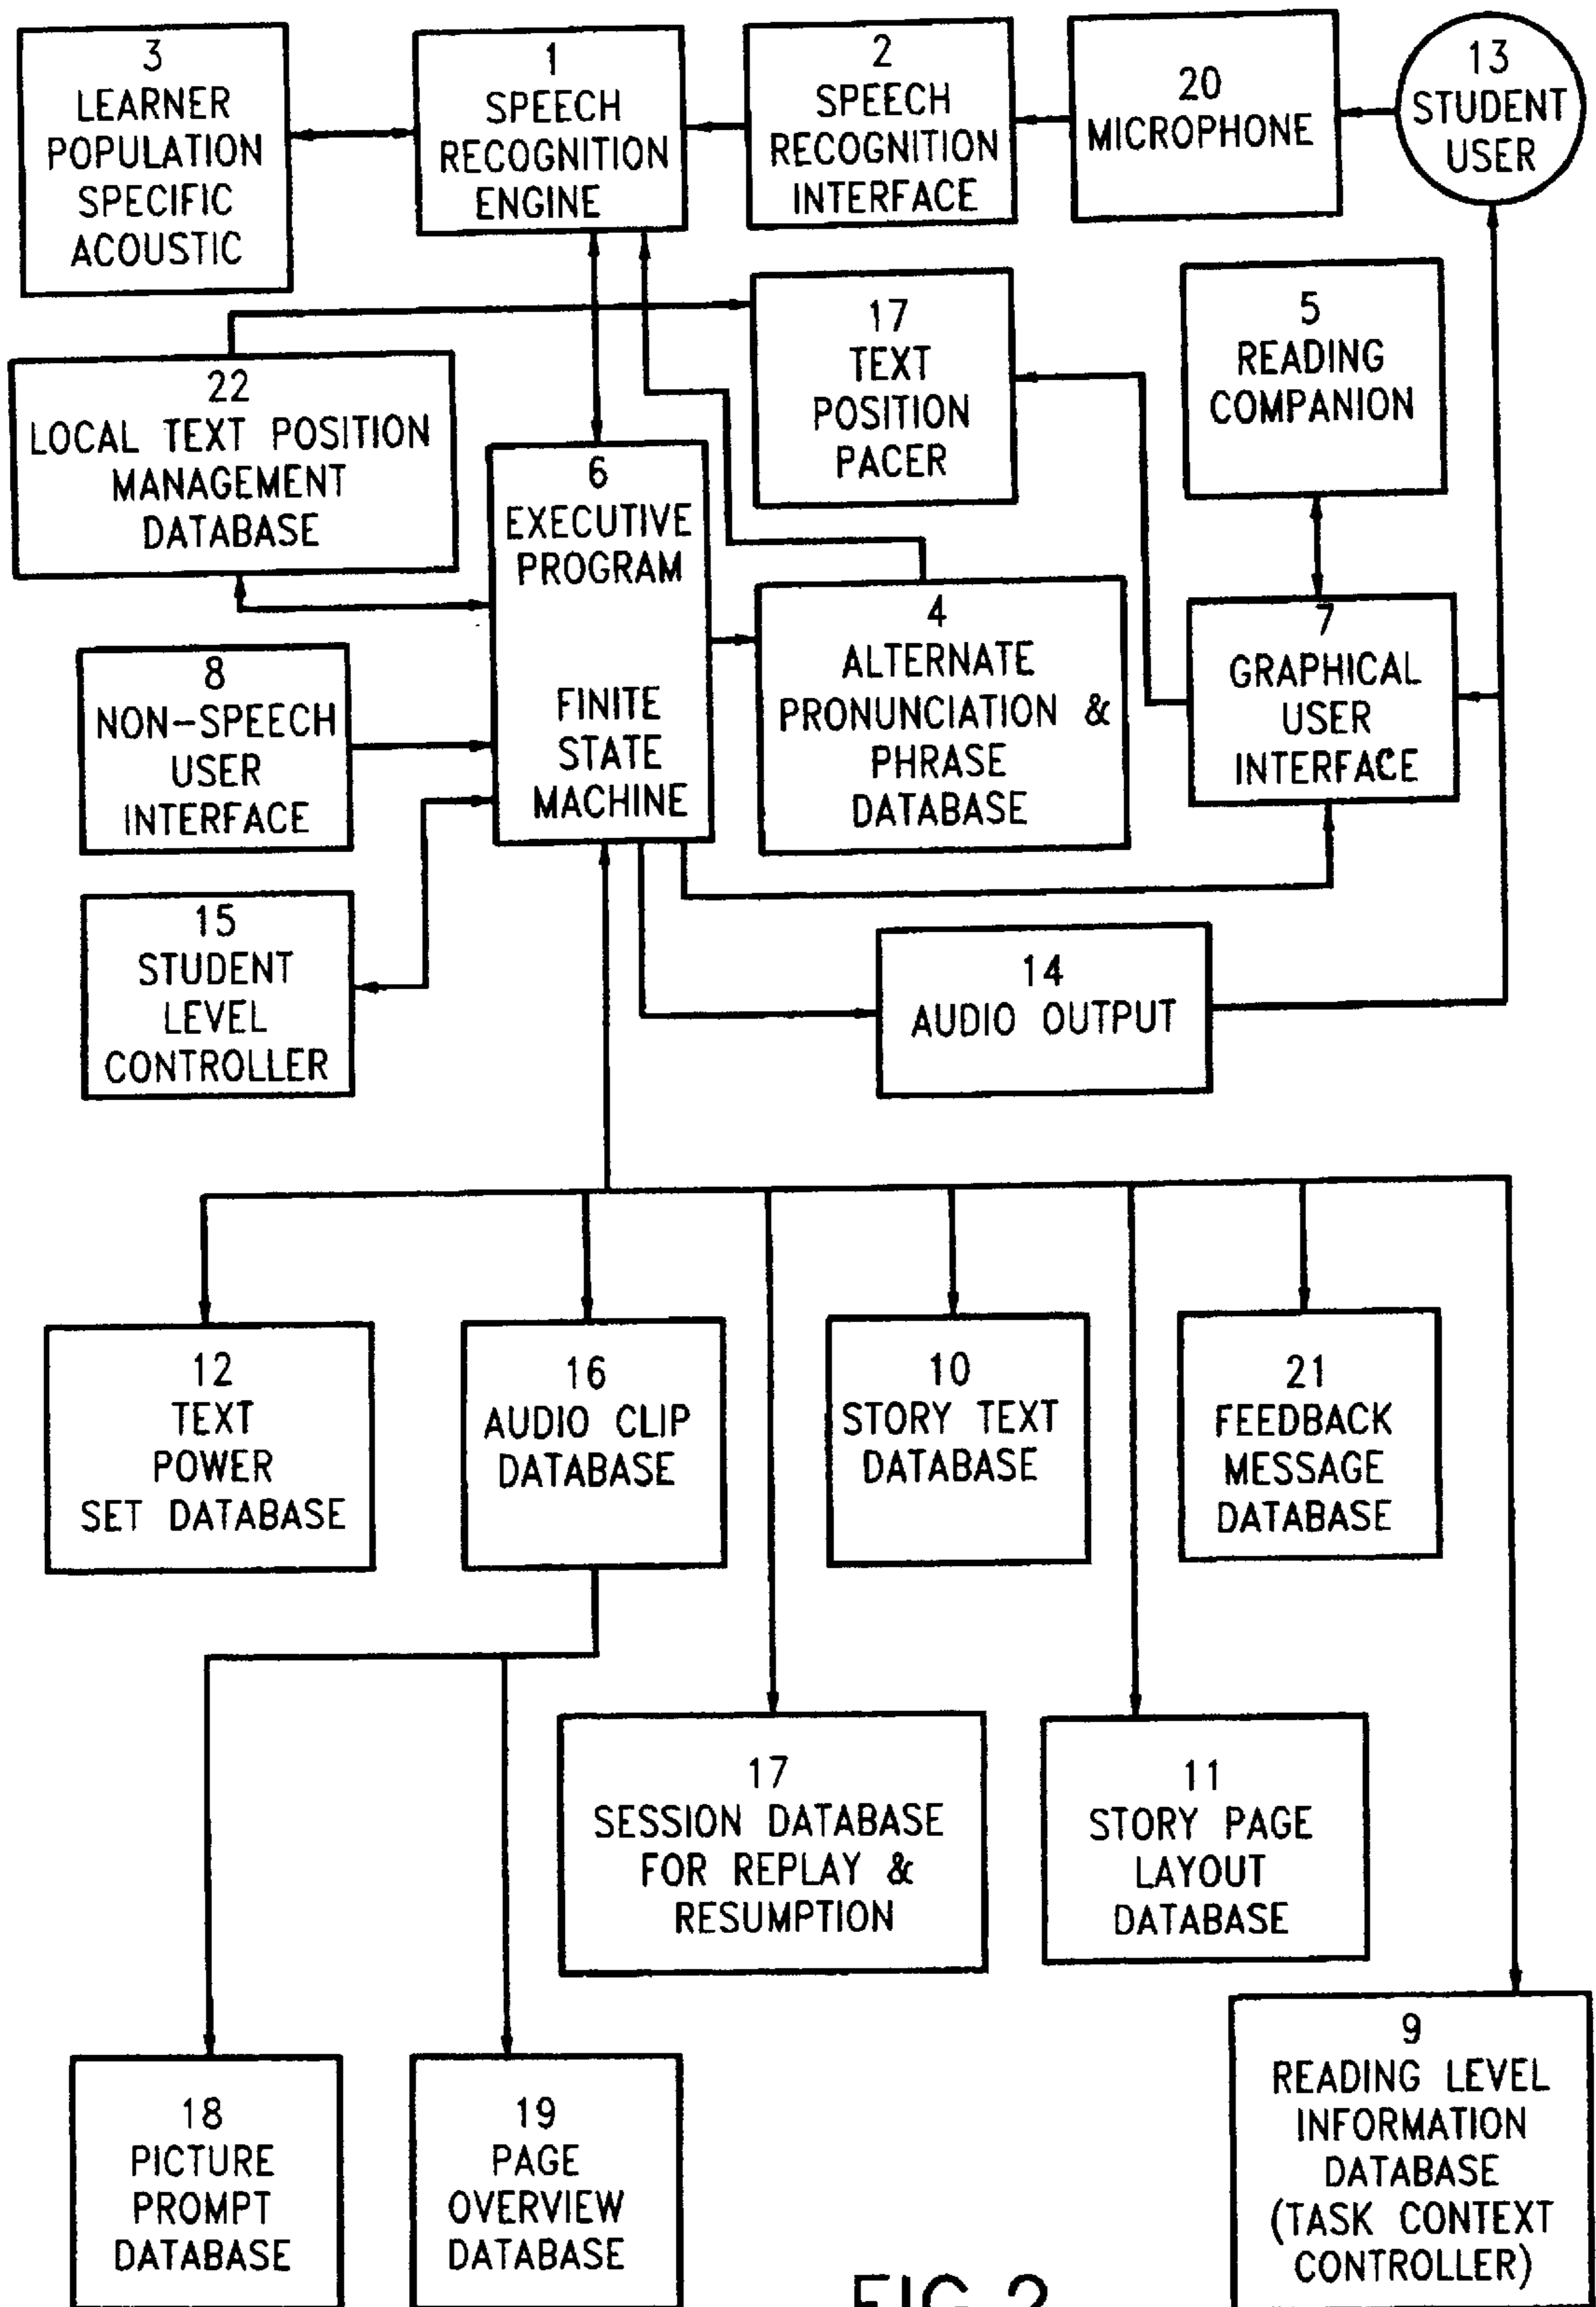 3
LEARNER
POPULATION
SPECIFIC
ACOUSTIC
1
SPEECH
RECOGNITION
ENGINE
2
SPEECH
RECOGNITION
INTERFACE
20
MICROPHONE
13
STUDENT
USER
22
LOCAL TEXT POSITION
MANAGEMENT
DATABASE
17
TEXT
POSITION
PACER
5
READING
COMPANION
6
EXECUTIVE
PROGRAM
FINITE
STATE
MACHINE
8
NON-SPEECH
USER
INTERFACE
4
ALTERNATE
PRONUNCIATION &
PHRASE
DATABASE
7
GRAPHICAL
USER
INTERFACE
15
STUDENT
LEVEL
CONTROLLER
14
AUDIO OUTPUT
12
TEXT
POWER
SET DATABASE
16
AUDIO CLIP
DATABASE
10
STORY TEXT
DATABASE
21
FEEDBACK
MESSAGE
DATABASE
17
SESSION DATABASE
FOR REPLAY &
RESUMPTION
11
STORY PAGE
LAYOUT
DATABASE
18
PICTURE
PROMPT
DATABASE
19
PAGE
OVERVIEW
DATABASE
9
READING LEVEL
INFORMATION
DATABASE
(TASK CONTEXT
CONTROLLER)
FIG. 2